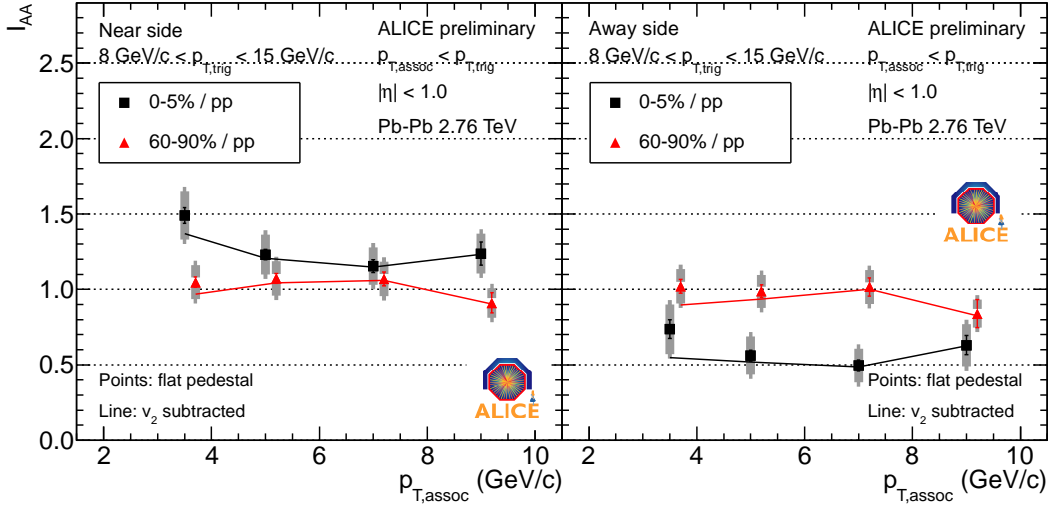 I_AA
Near side
8 GeV/c < p_T,trig < 15 GeV/c
ALICE preliminary
p_T,assoc < p_T,trig
|η| < 1.0
Pb-Pb 2.76 TeV
0-5% / pp
60-90% / pp
2.5
2.0
1.5
1.0
0.5
0.0
Points: flat pedestal
Line: v_2 subtracted
ALICE
2 4 6 8 10
p_T,assoc (GeV/c)
Away side
8 GeV/c < p_T,trig < 15 GeV/c
ALICE preliminary
p_T,assoc < p_T,trig
|η| < 1.0
Pb-Pb 2.76 TeV
0-5% / pp
60-90% / pp
ALICE
Points: flat pedestal
Line: v_2 subtracted
2 4 6 8 10
p_T,assoc (GeV/c)